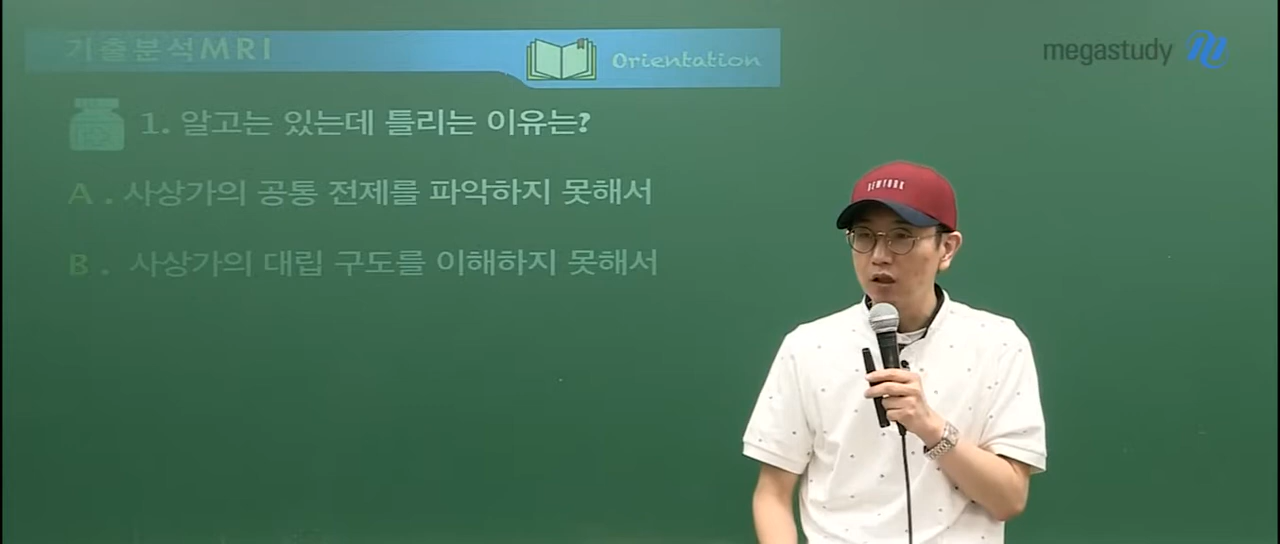 기출분석MRI
Orientation
megastudy
1. 알고는 있는데 틀리는 이유는?
A. 사상가의 공통 전제를 파악하지 못해서
B. 사상가의 대립 구도를 이해하지 못해서
NEWYORK